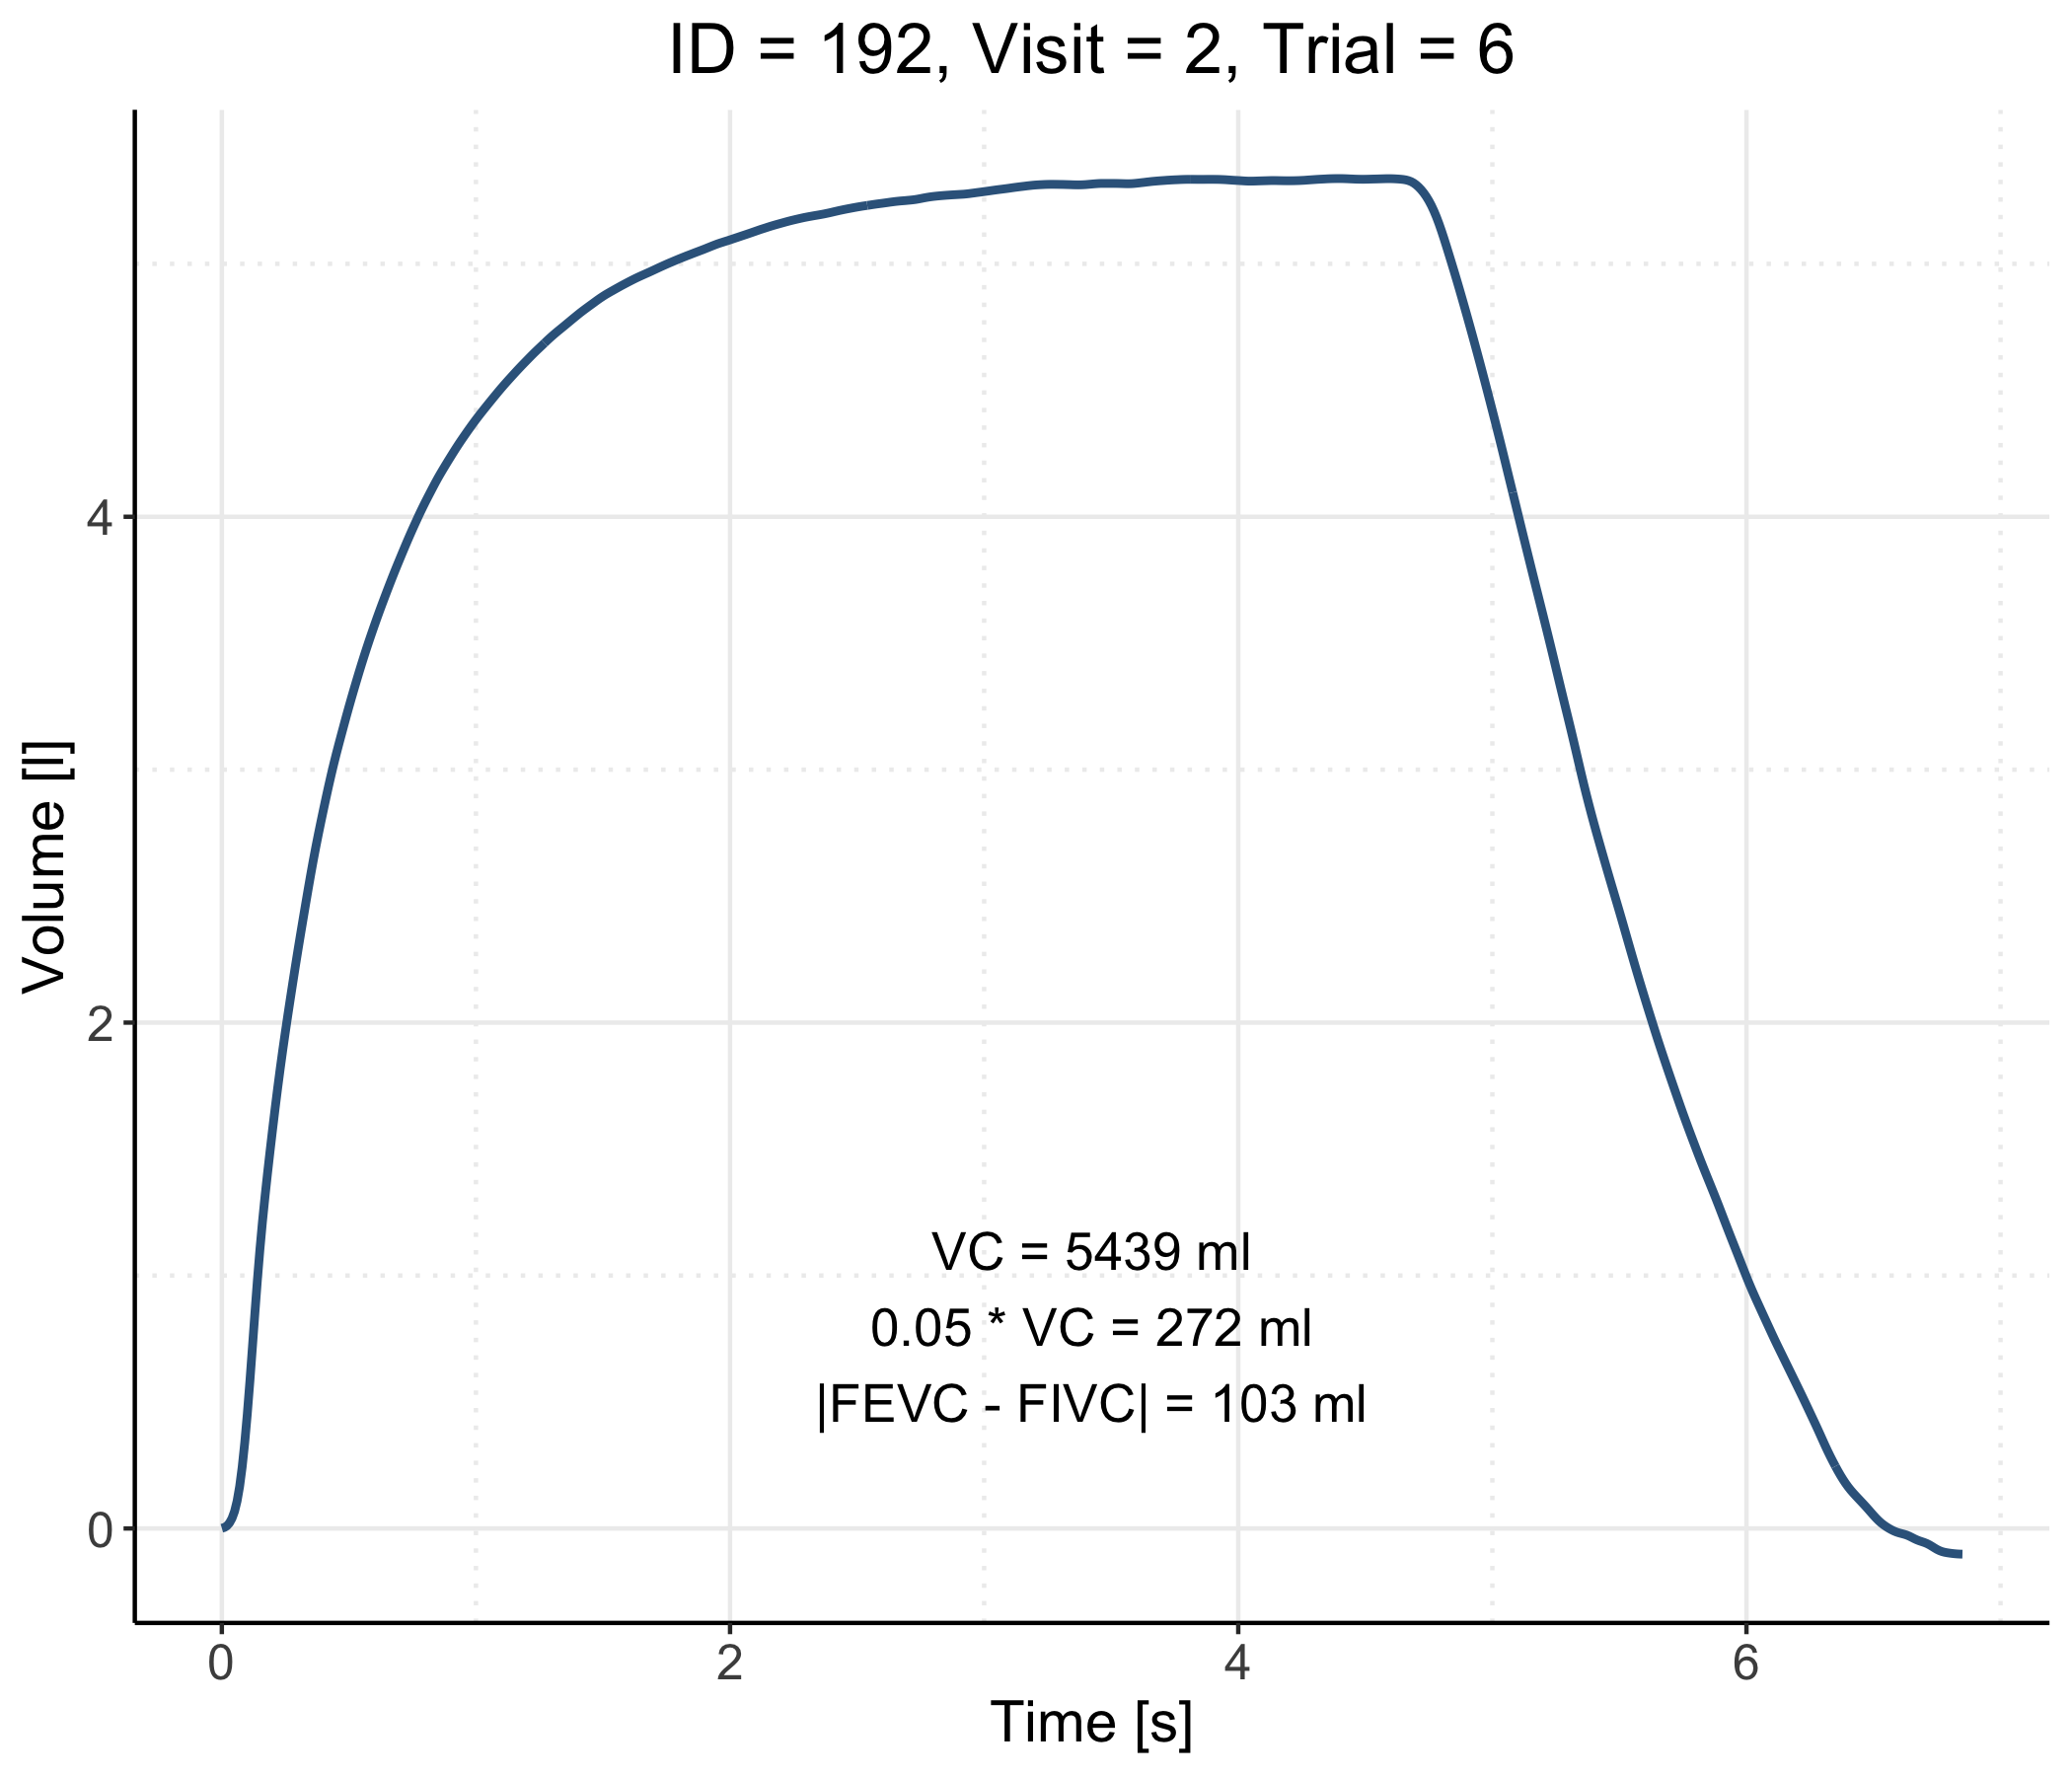 ID = 192, Visit = 2, Trial = 6
Volume [l]
4
2
0
VC = 5439 ml
0.05 * VC = 272 ml
|FEVC - FIVC| = 103 ml
0 2 4 6
Time [s]